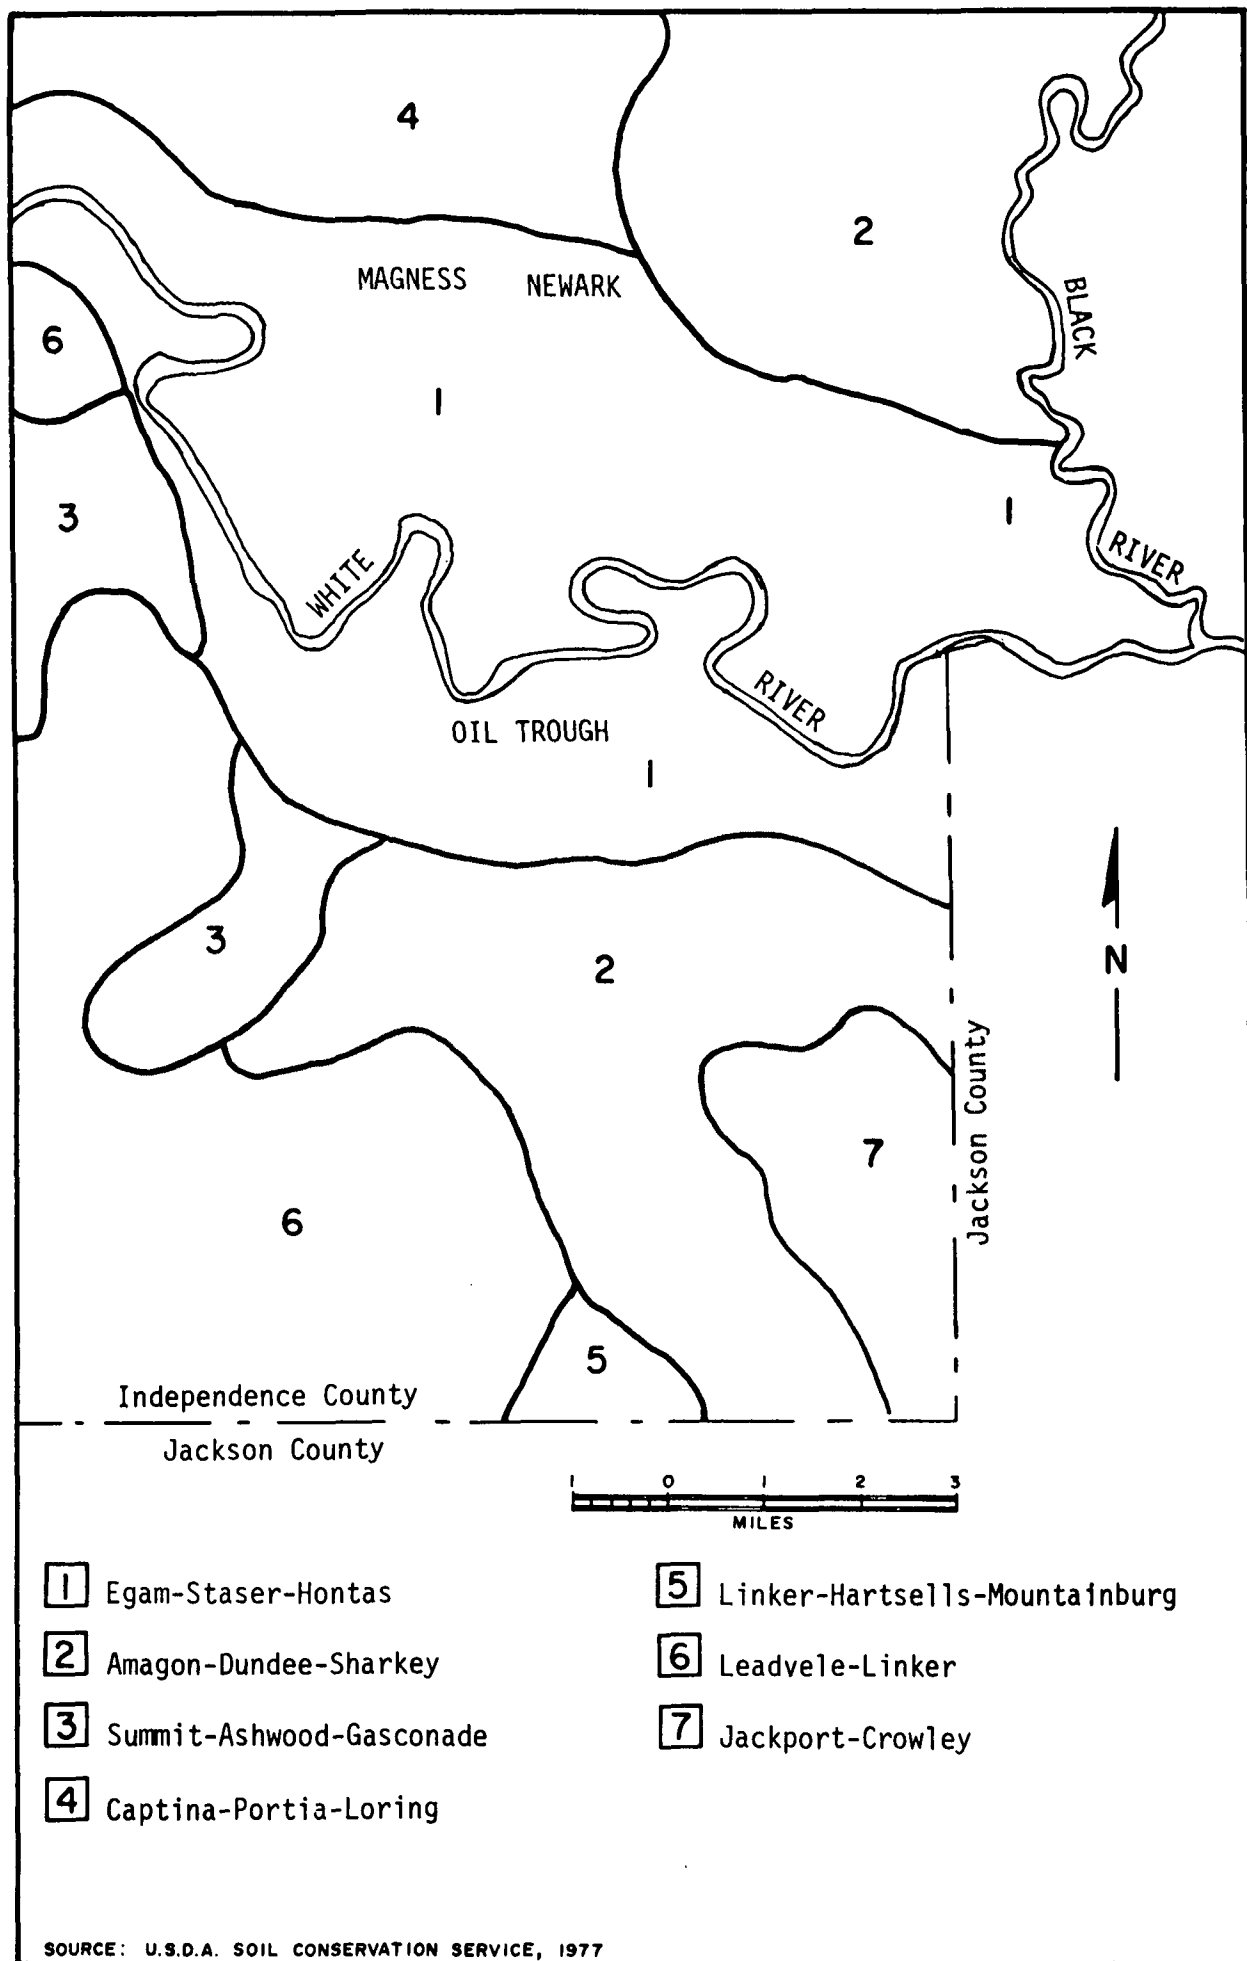 4
2
MAGNESS NEWARK
BLACK
6
1
3
1
RIVER
WHITE
RIVER
OIL TROUGH
1
3
2
N
Jackson County
7
6
5
Independence County
Jackson County
1 0 1 2 3
MILES
1 Egam-Staser-Hontas
2 Amagon-Dundee-Sharkey
3 Summit-Ashwood-Gasconade
4 Captina-Portia-Loring
5 Linker-Hartsells-Mountainburg
6 Leadvele-Linker
7 Jackport-Crowley
SOURCE: U.S.D.A. SOIL CONSERVATION SERVICE, 1977